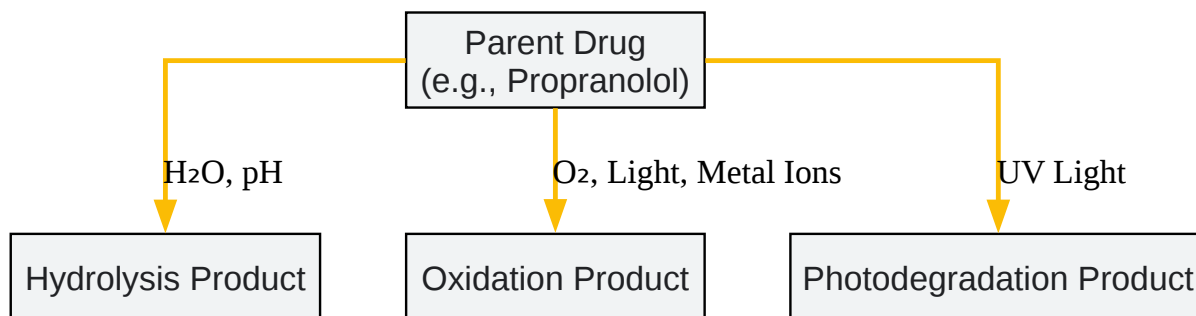 Parent Drug
(e.g., Propranolol)
H₂O, pH
O₂, Light, Metal Ions
UV Light
Hydrolysis Product
Oxidation Product
Photodegradation Product